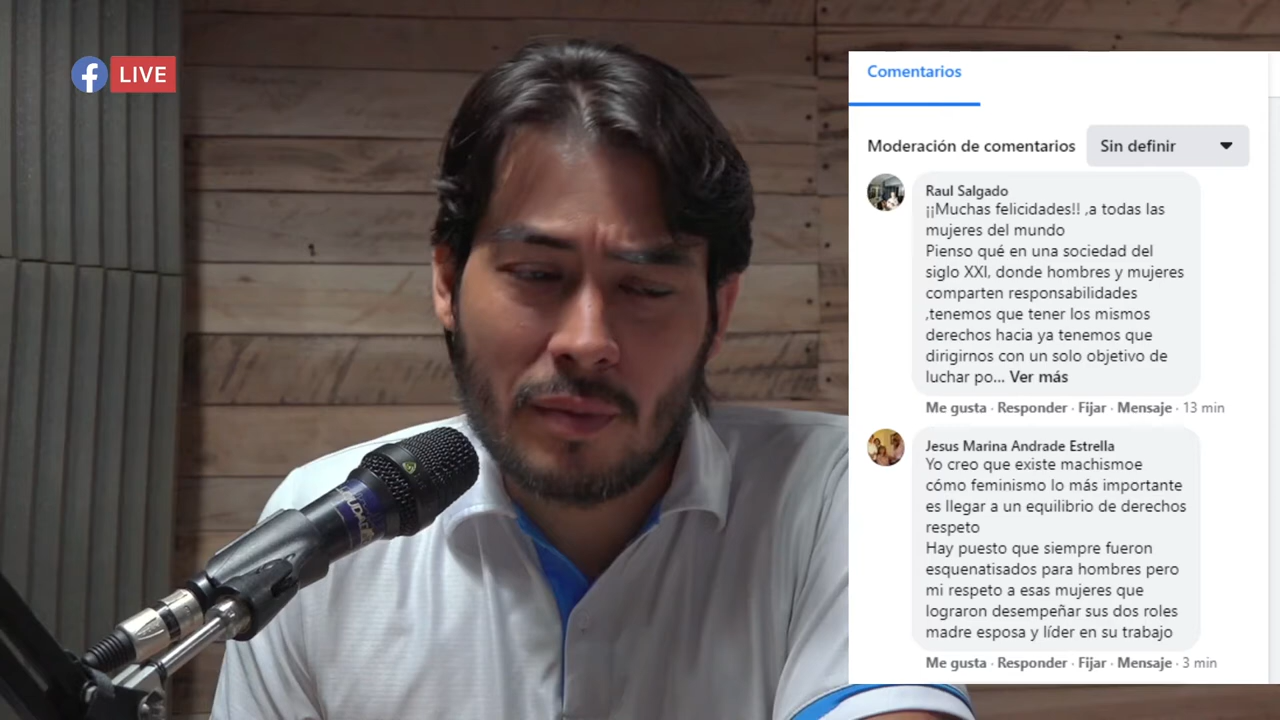 LIVE
Comentarios
Moderación de comentarios
Sin definir
Raul Salgado
¡¡Muchas felicidades!! ,a todas las
mujeres del mundo
Pienso qué en una sociedad del
siglo XXI, donde hombres y mujeres
comparten responsabilidades
,tenemos que tener los mismos
derechos hacia ya tenemos que
dirigirnos con un solo objetivo de
luchar po... Ver más
Me gusta · Responder · Fijar · Mensaje · 13 min
Jesus Marina Andrade Estrella
Yo creo que existe machismoe
cómo feminismo lo más importante
es llegar a un equilibrio de derechos
respeto
Hay puesto que siempre fueron
esquenatisados para hombres pero
mi respeto a esas mujeres que
lograron desempeñar sus dos roles
madre esposa y líder en su trabajo
Me gusta · Responder · Fijar · Mensaje · 3 min